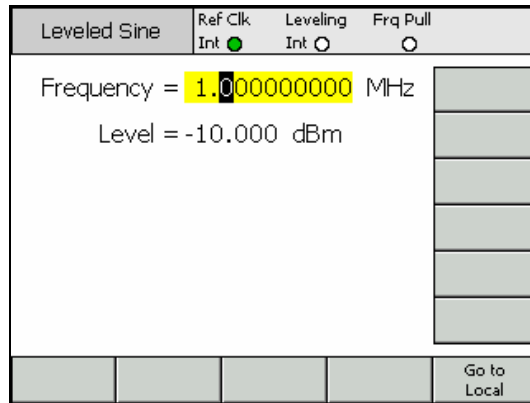 Leveled Sine
Ref Clk Leveling Frq Pull
Int Int
Frequency = 1.000000000 MHz
Level = -10.000 dBm
Go to
Local